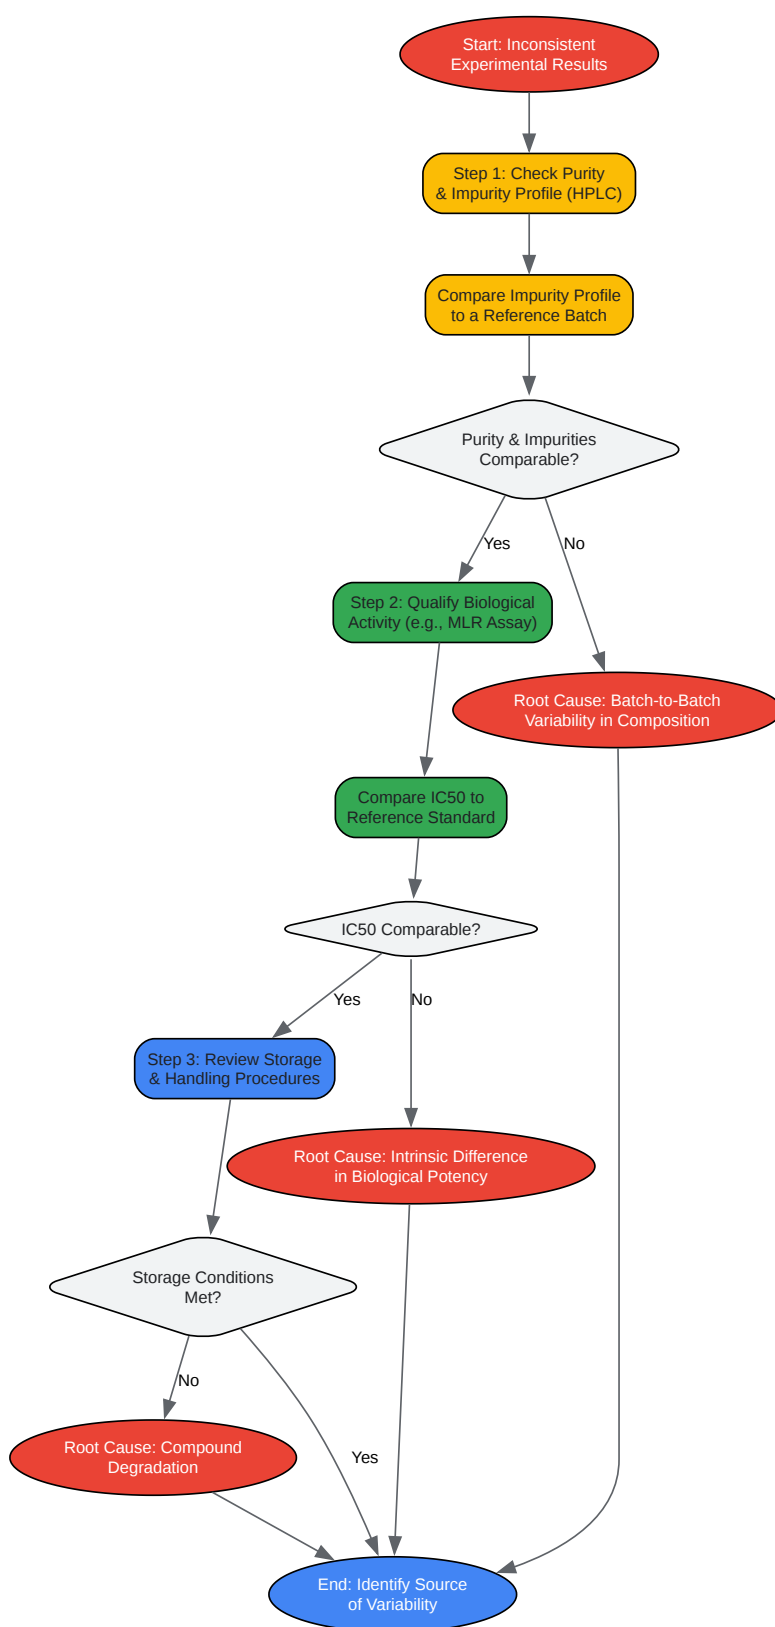 Start: Inconsistent
Experimental Results
Step 1: Check Purity
& Impurity Profile (HPLC)
Compare Impurity Profile
to a Reference Batch
Purity & Impurities
Comparable?
Yes
No
Step 2: Qualify Biological
Activity (e.g., MLR Assay)
Root Cause: Batch-to-Batch
Variability in Composition
Compare IC50 to
Reference Standard
IC50 Comparable?
Yes
No
Step 3: Review Storage
& Handling Procedures
Root Cause: Intrinsic Difference
in Biological Potency
Storage Conditions
Met?
No
Yes
Root Cause: Compound
Degradation
End: Identify Source
of Variability